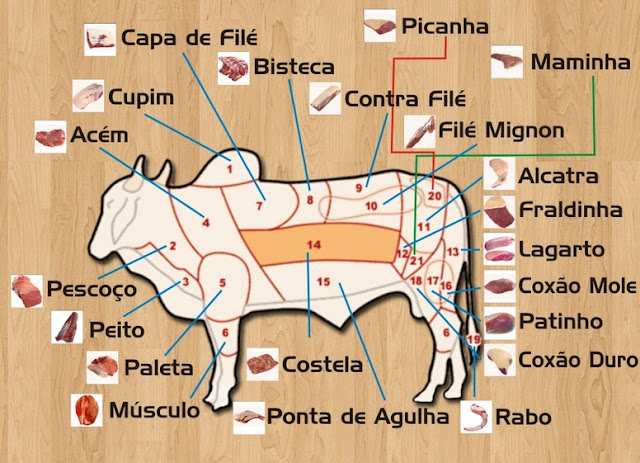 Picanha
Capa de Filé
Maminha
Bisteca
Cupim
Contra Filé
Acém
Filé Mignon
1
Alcatra
20
9
7
8
10
Fraldinha
4
11
2
14
12
13
Lagarto
21
3
5
15
18
17
16
Coxão Mole
Pescoço
Patinho
Peito
6
6
19
Coxão Duro
Paleta
Costela
Músculo
Ponta de Agulha
Rabo